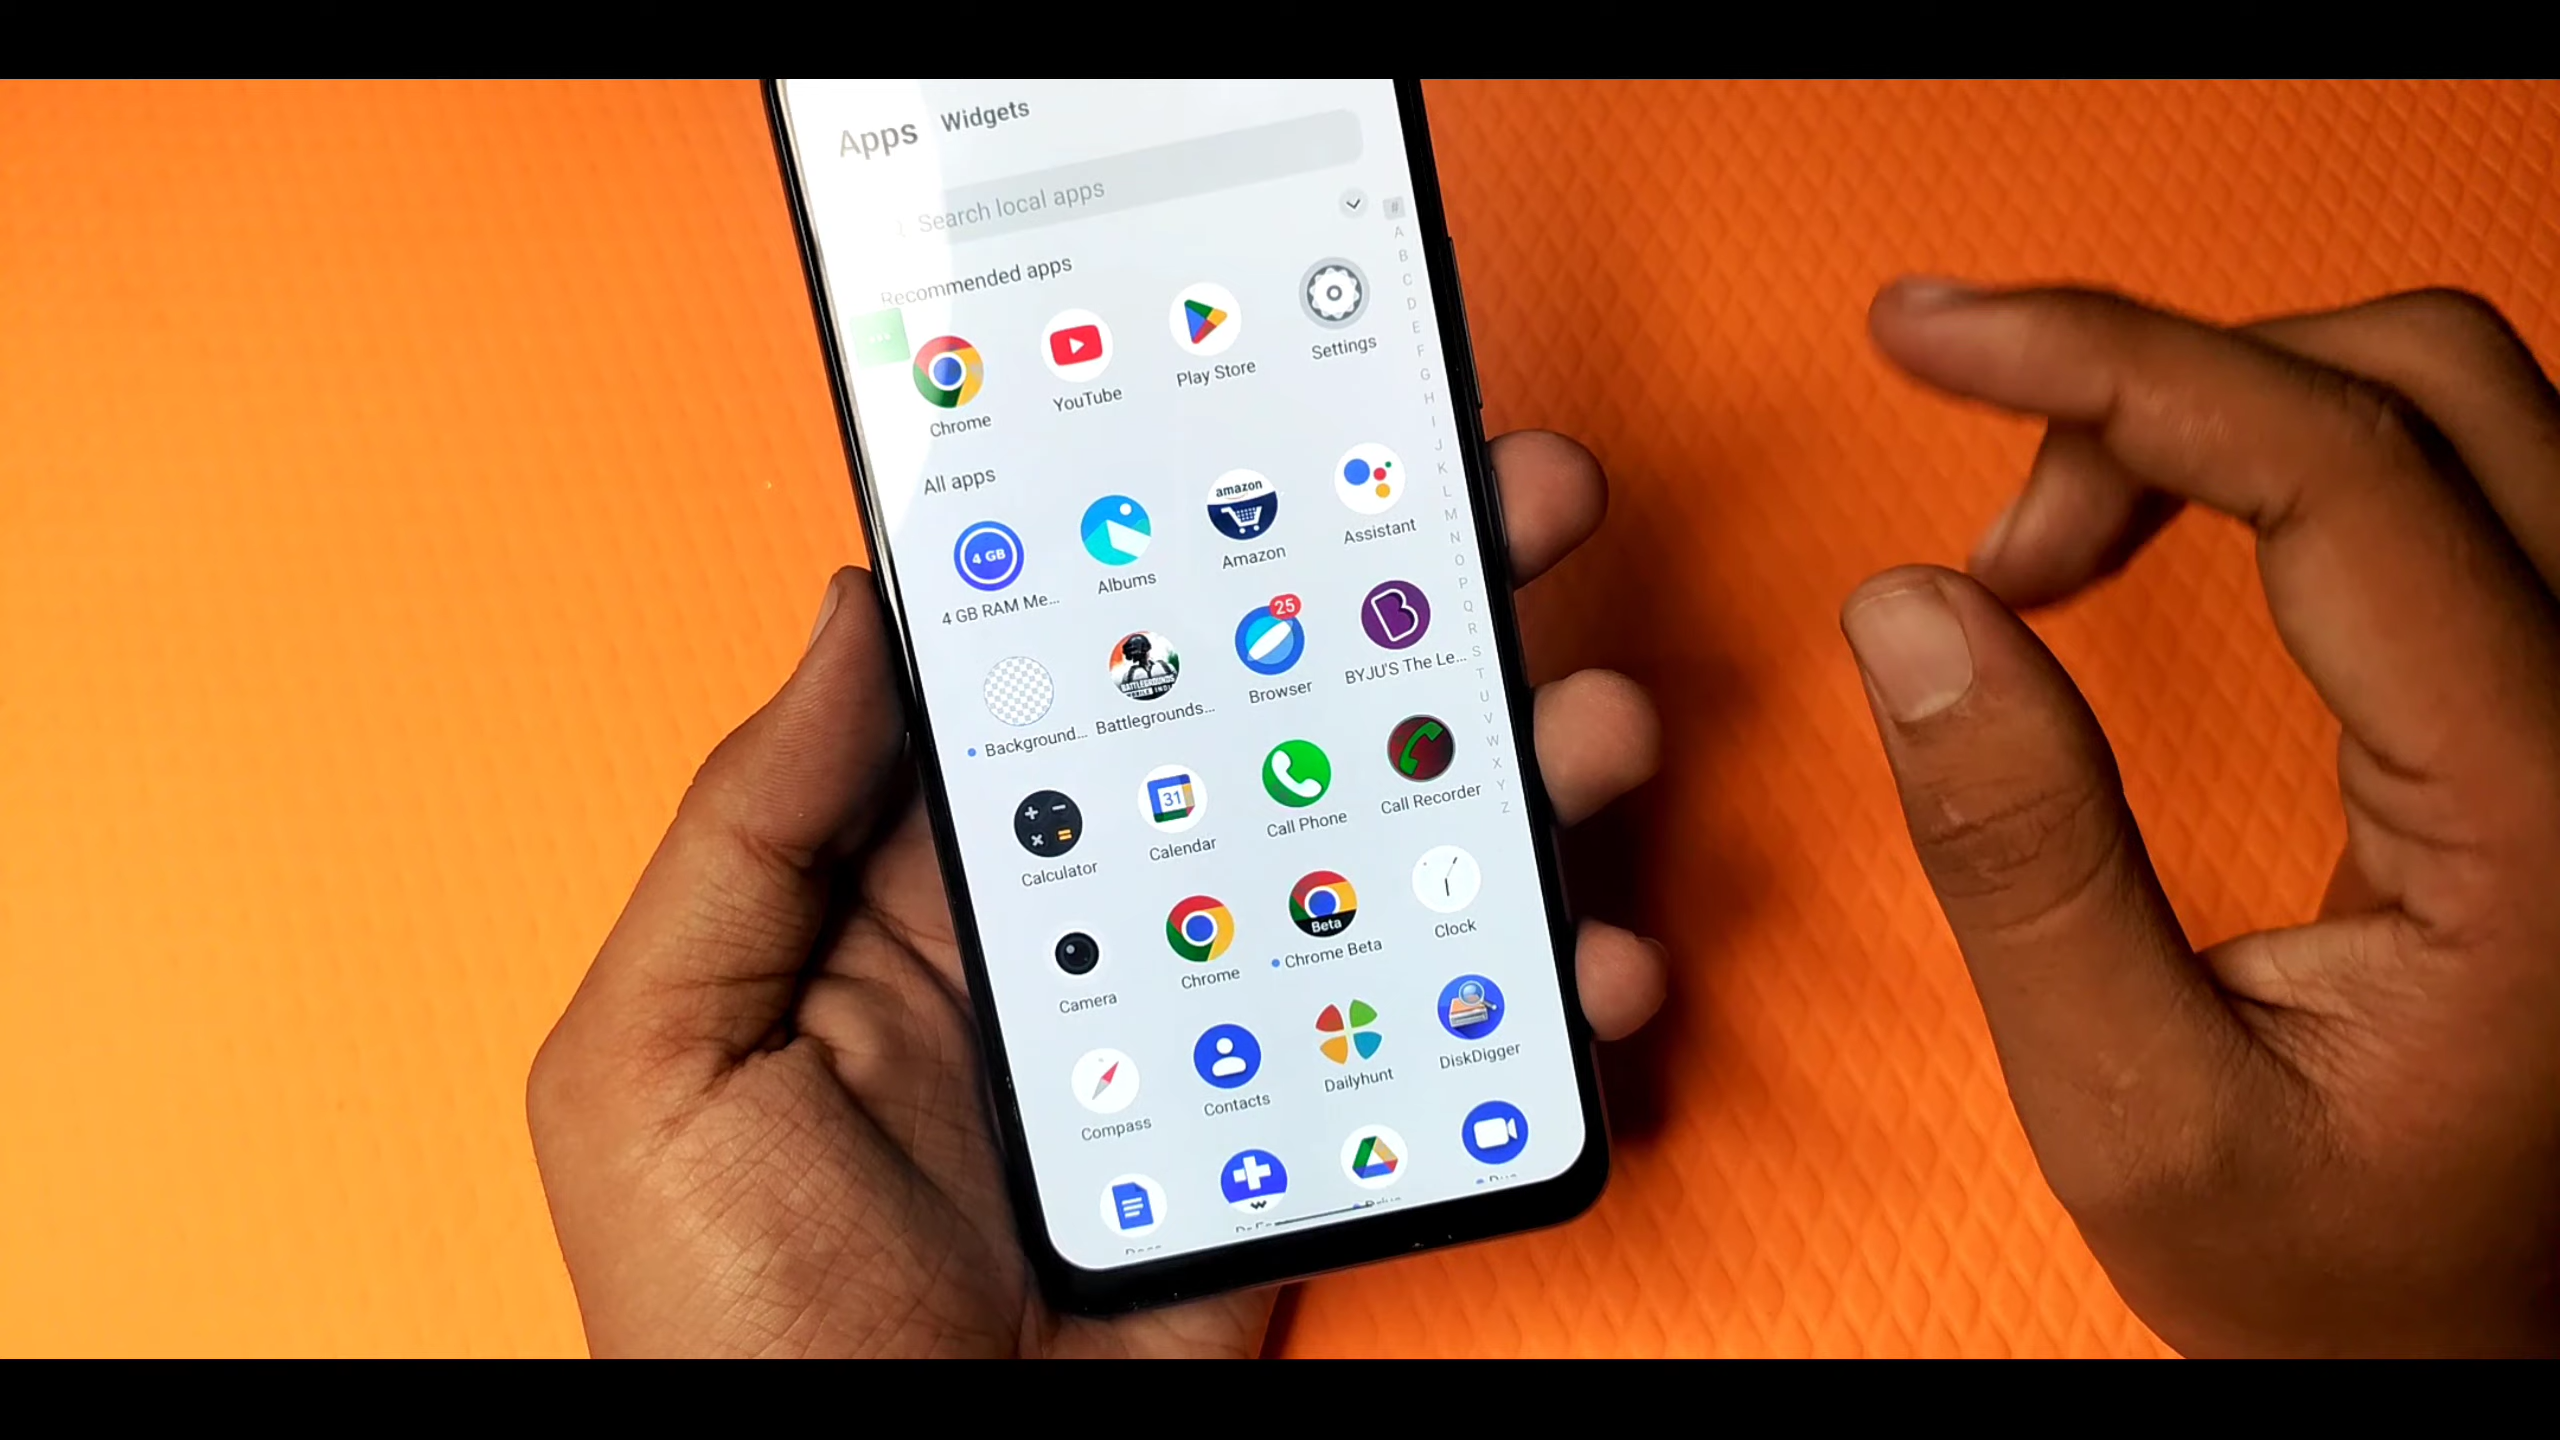 Apps Widgets
Search local apps
Recommended apps
Chrome YouTube Play Store Settings
All apps
4 GB
amazon
4 GB RAM Me... Albums Amazon Assistant
25
BATTLEGROUNDS
Background... Battlegrounds... Browser BYJU'S The Le...
31
Calculator Calendar Call Phone Call Recorder
Beta
Camera Chrome Chrome Beta Clock
Compass Contacts Dailyhunt DiskDigger
#
A
B
C
D
E
F
G
H
I
J
K
L
M
N
O
P
Q
R
S
T
U
V
W
X
Y
Z